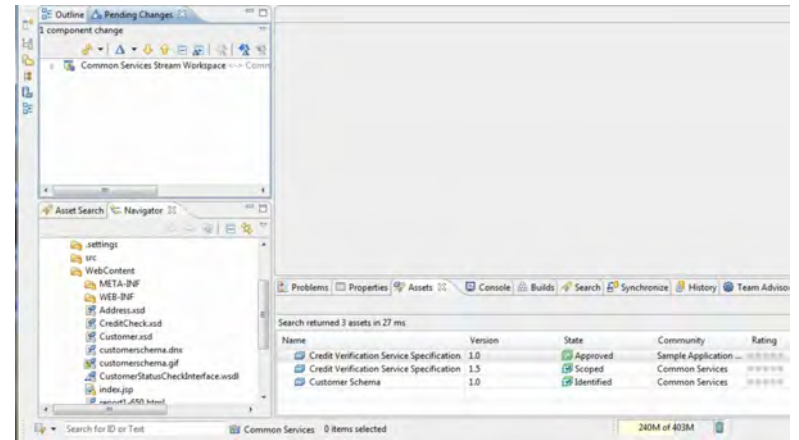 Outline Pending Changes
1 component change
Common Services Stream Workspace <-> Comm
Asset Search Navigator
.settings
src
WebContent
META-INF
WEB-INF
Address.xsd
CreditCheck.xsd
Customer.xsd
customerschema.dnx
customerschema.gif
CustomerStatusCheckInterface.wsdl
index.jsp
report1-650.html
Problems Properties Assets Console Builds Search Synchronize History Team Advisor
Search returned 3 assets in 27 ms
Name Version State Community Rating
Credit Verification Service Specification 1.0 Approved Sample Application ...
Credit Verification Service Specification 1.5 Scoped Common Services
Customer Schema 1.0 Identified Common Services
Search for ID or Text Common Services 0 items selected 240M of 403M